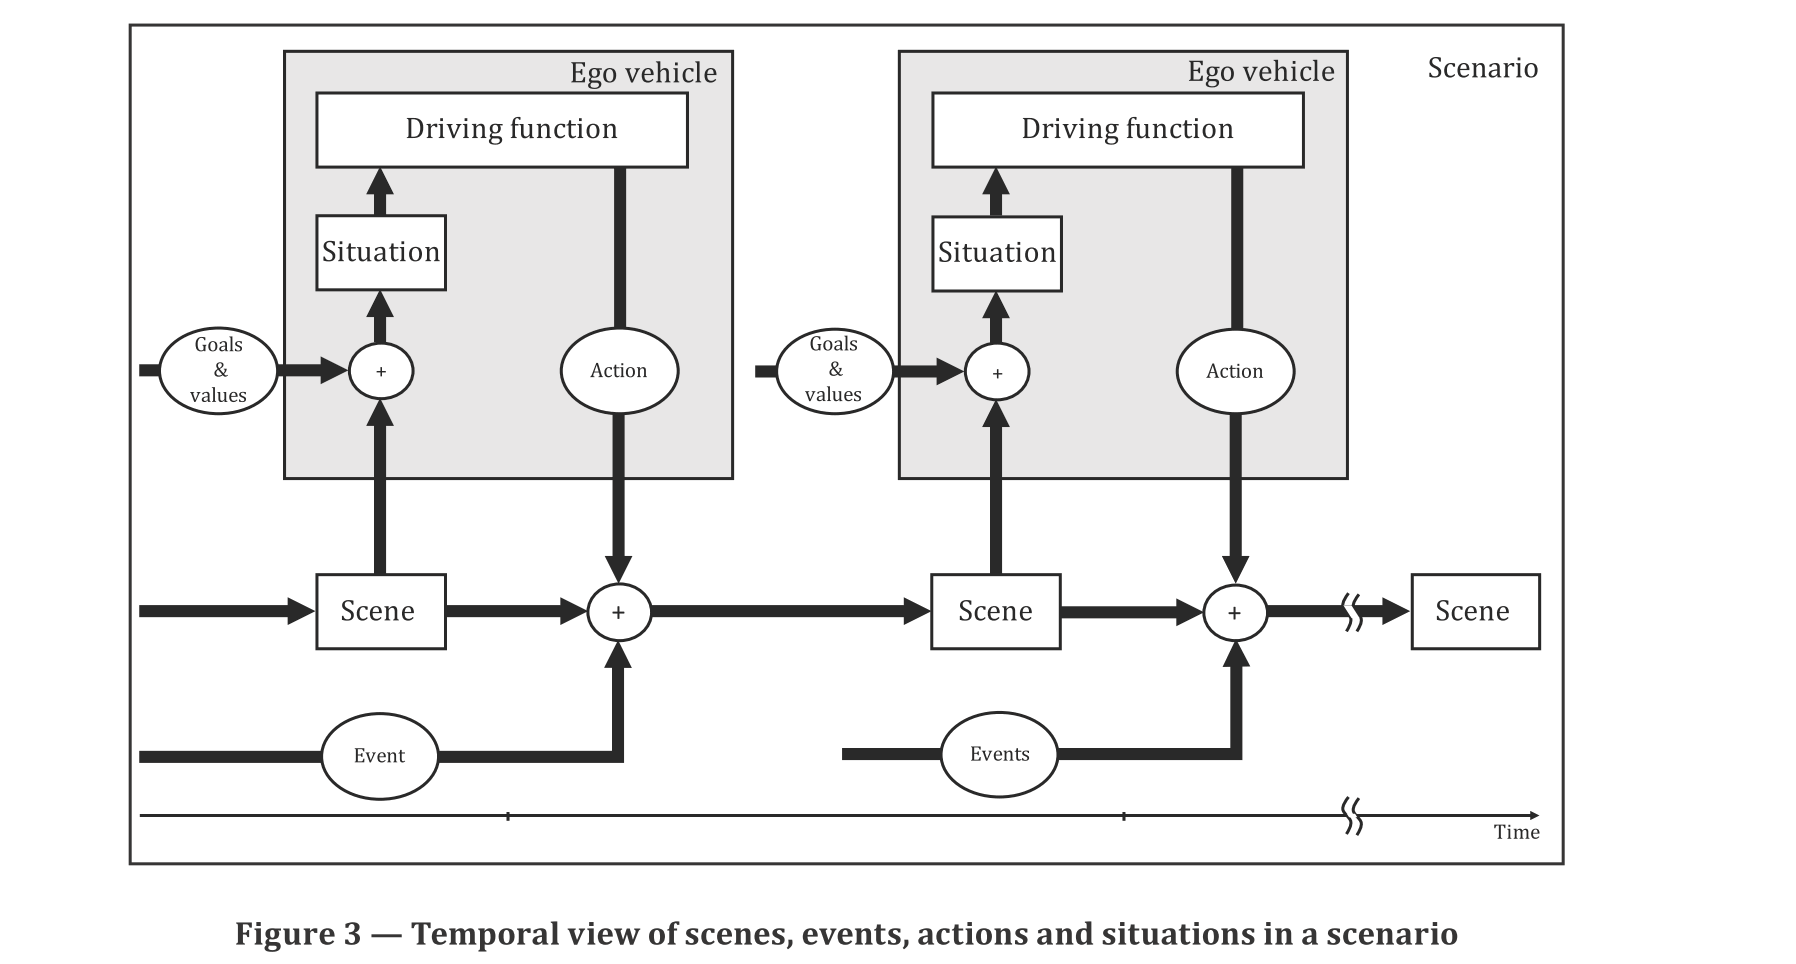 Ego vehicle
Ego vehicle
Scenario
Driving function
Driving function
Situation
Situation
Goals
&
values
+
Action
Goals
&
values
+
Action
Scene
+
Scene
+
Scene
Event
Events
Time
Figure 3 — Temporal view of scenes, events, actions and situations in a scenario